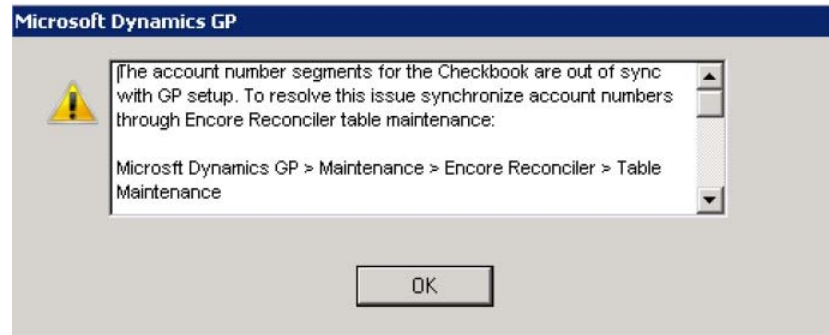 Microsoft Dynamics GP
The account number segments for the Checkbook are out of sync
with GP setup. To resolve this issue synchronize account numbers
through Encore Reconciler table maintenance:
Microsft Dynamics GP > Maintenance > Encore Reconciler > Table
Maintenance
OK